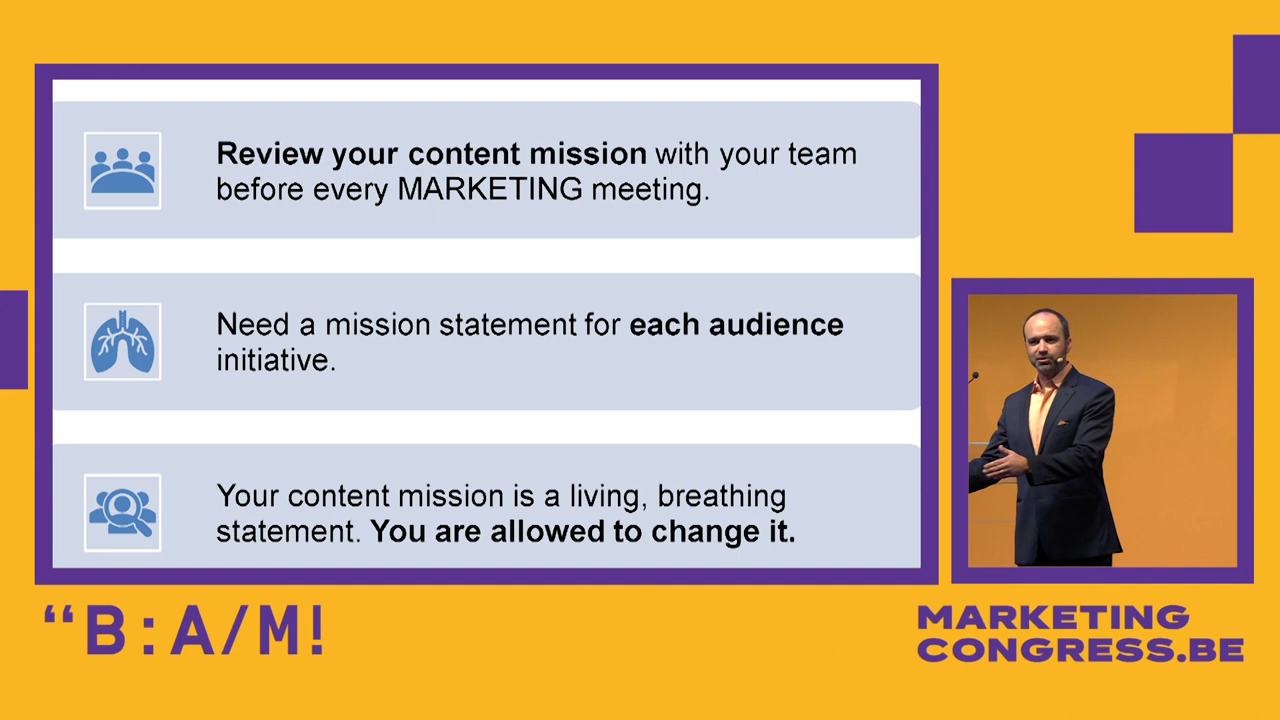 Review your content mission with your team
before every MARKETING meeting.
Need a mission statement for each audience
initiative.
Your content mission is a living, breathing
statement. You are allowed to change it.
“B:A/M!
MARKETING
CONGRESS.BE